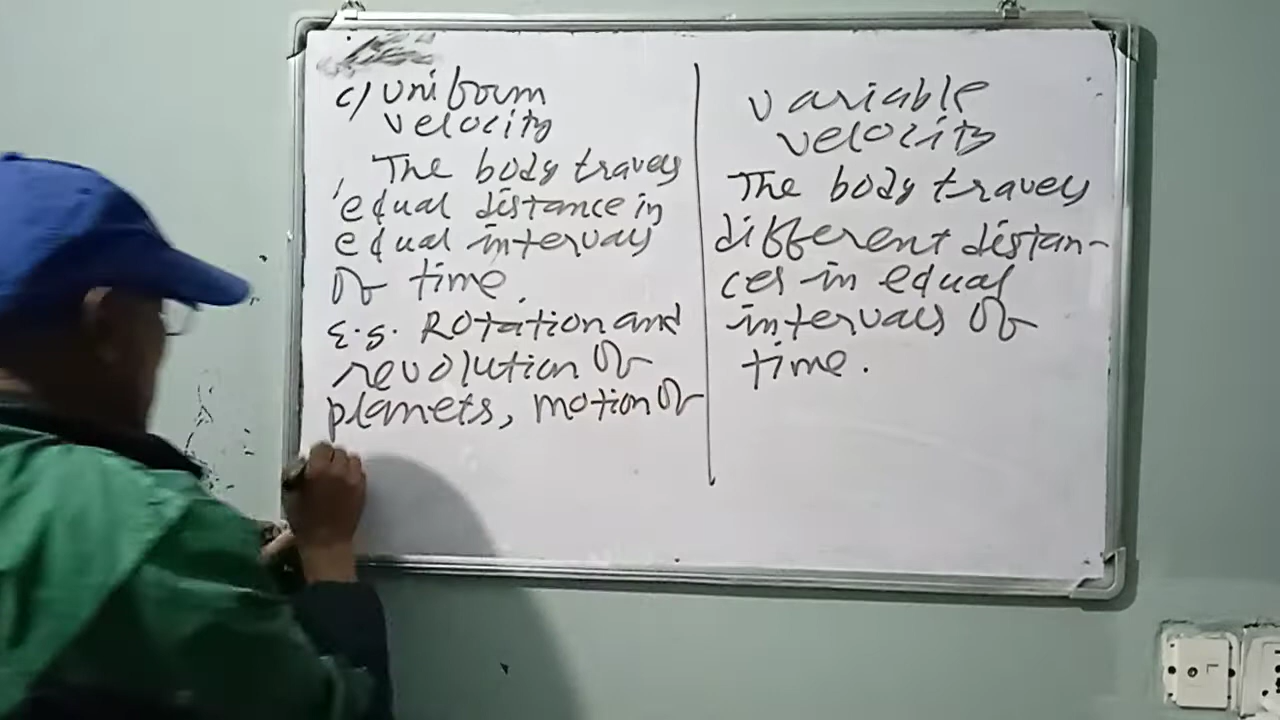 c) uniform
velocity
The body travels
equal distance in
equal intervals
of time.
E.g. Rotation and
revolution of
planets, motion of
variable
velocity
The body travels
different distan-
ces in equal
intervals of
time.